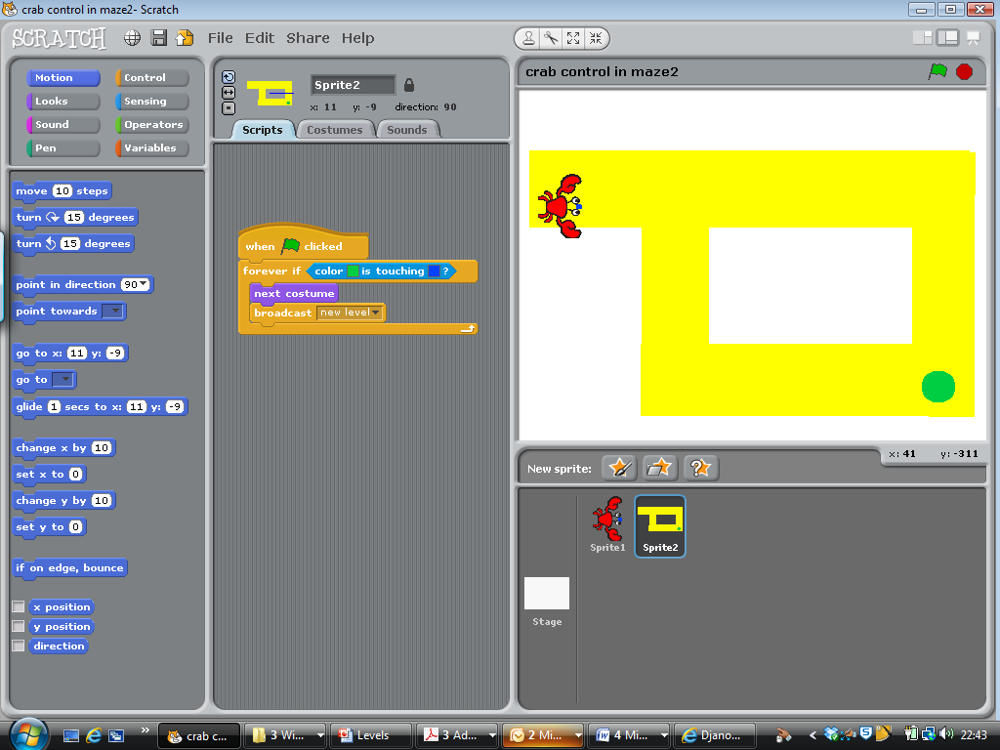 crab control in maze2- Scratch
SCRATCH File Edit Share Help
Motion Control
Looks Sensing
Sound Operators
Pen Variables
move 10 steps
turn 15 degrees
turn 15 degrees
point in direction 90
point towards
go to x: 11 y: -9
go to
glide 1 secs to x: 11 y: -9
change x by 10
set x to 0
change y by 10
set y to 0
if on edge, bounce
x position
y position
direction
Sprite2
x: 11 y: -9 direction: 90
Scripts Costumes Sounds
when clicked
forever if color is touching ?
next costume
broadcast new level
crab control in maze2
x: 41 y: -311
New sprite:
Sprite1 Sprite2
Stage
crab c... 3 Wi... Levels 3 Ad... 2 Mi... 4 Mi... Djano... 22:43